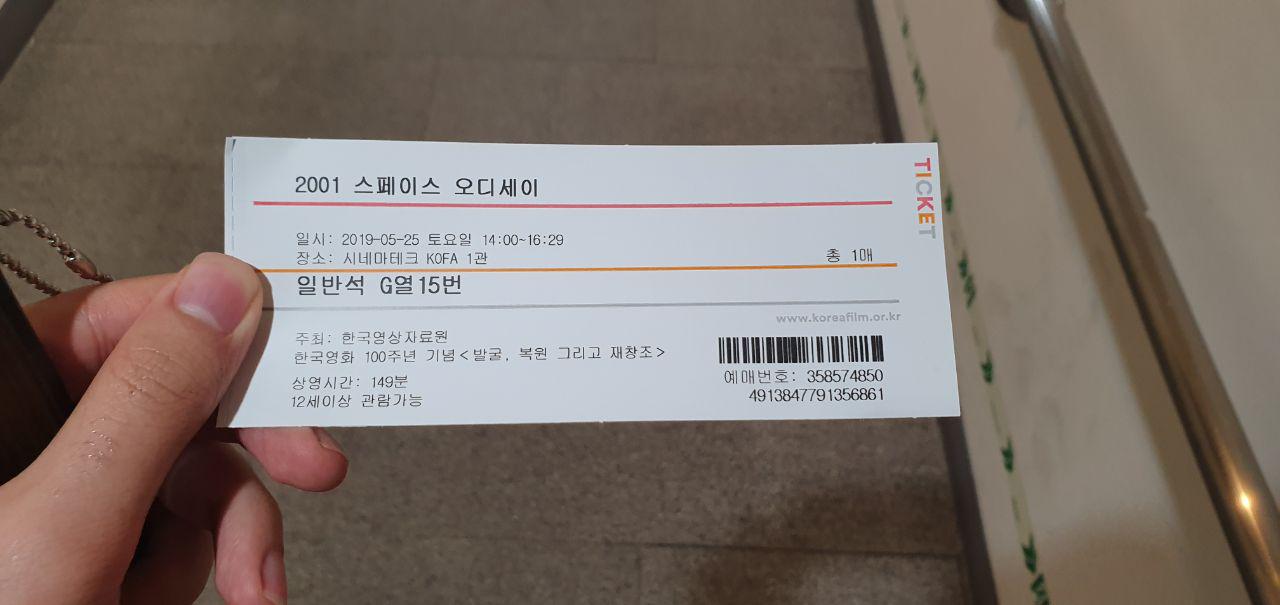 2001 스페이스 오디세이
일시: 2019-05-25 토요일 14:00~16:29
장소: 시네마테크 KOFA 1관
총 1매
일반석 G열15번
www.koreafilm.or.kr
주최: 한국영상자료원
한국영화 100주년 기념<발굴, 복원 그리고 재창조>
상영시간: 149분
12세이상 관람가능
예매번호: 358574850
4913847791356861
TICKET